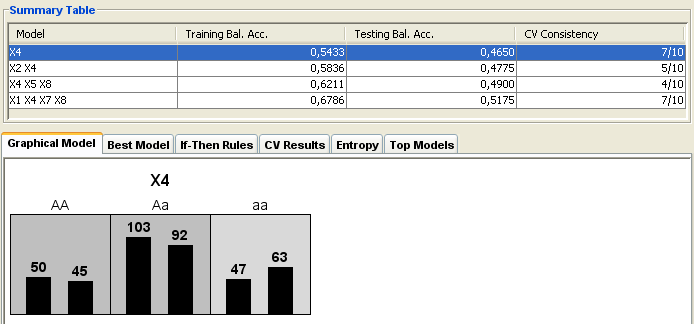 Summary Table
Model Training Bal. Acc. Testing Bal. Acc. CV Consistency
X4 0,5433 0,4650 7/10
X2 X4 0,5836 0,4775 5/10
X4 X5 X8 0,6211 0,4900 4/10
X1 X4 X7 X8 0,6786 0,5175 7/10
Graphical Model Best Model If-Then Rules CV Results Entropy Top Models
X4
AA Aa aa
50 45 103 92 47 63